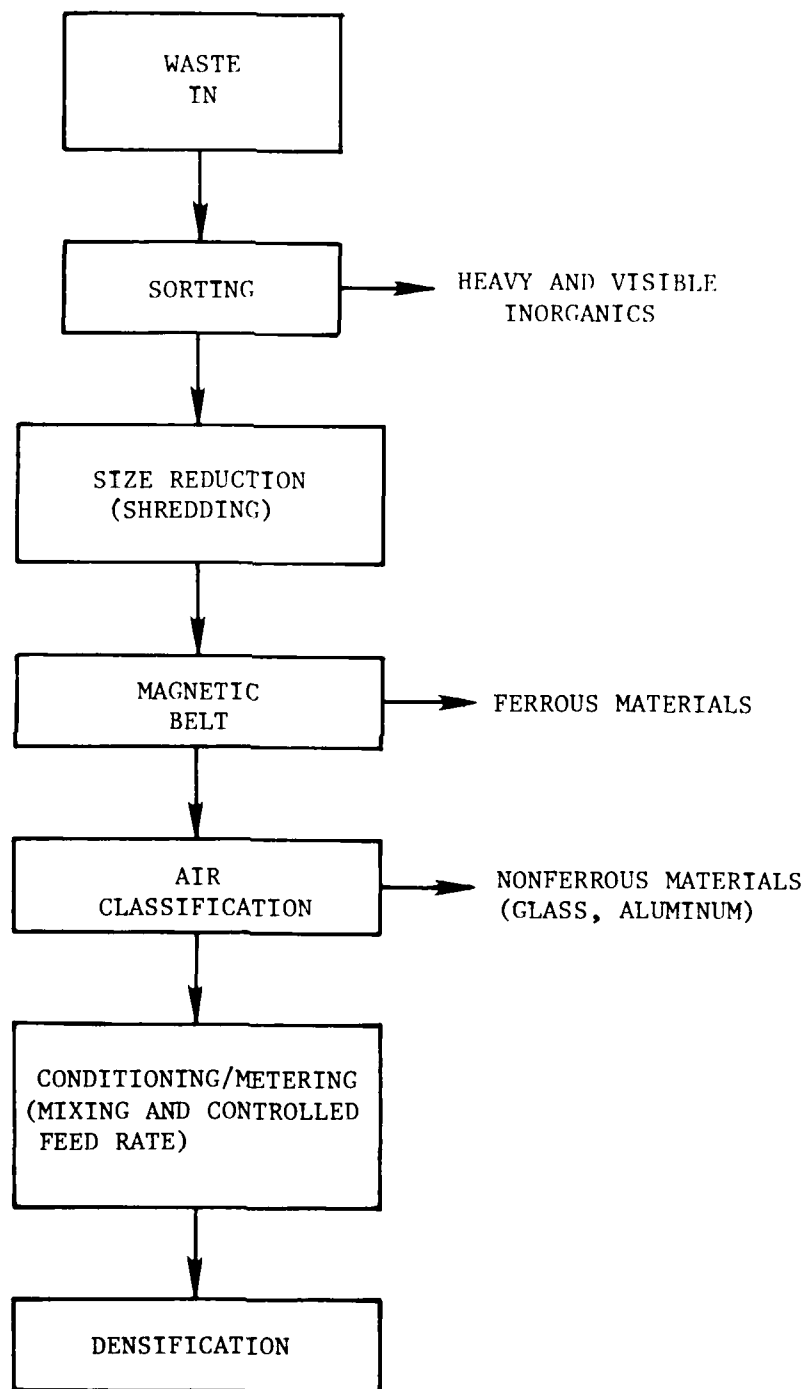 WASTE
IN
SORTING
HEAVY AND VISIBLE
INORGANICS
SIZE REDUCTION
(SHREDDING)
MAGNETIC
BELT
FERROUS MATERIALS
AIR
CLASSIFICATION
NONFERROUS MATERIALS
(GLASS, ALUMINUM)
CONDITIONING/METERING
(MIXING AND CONTROLLED
FEED RATE)
DENSIFICATION